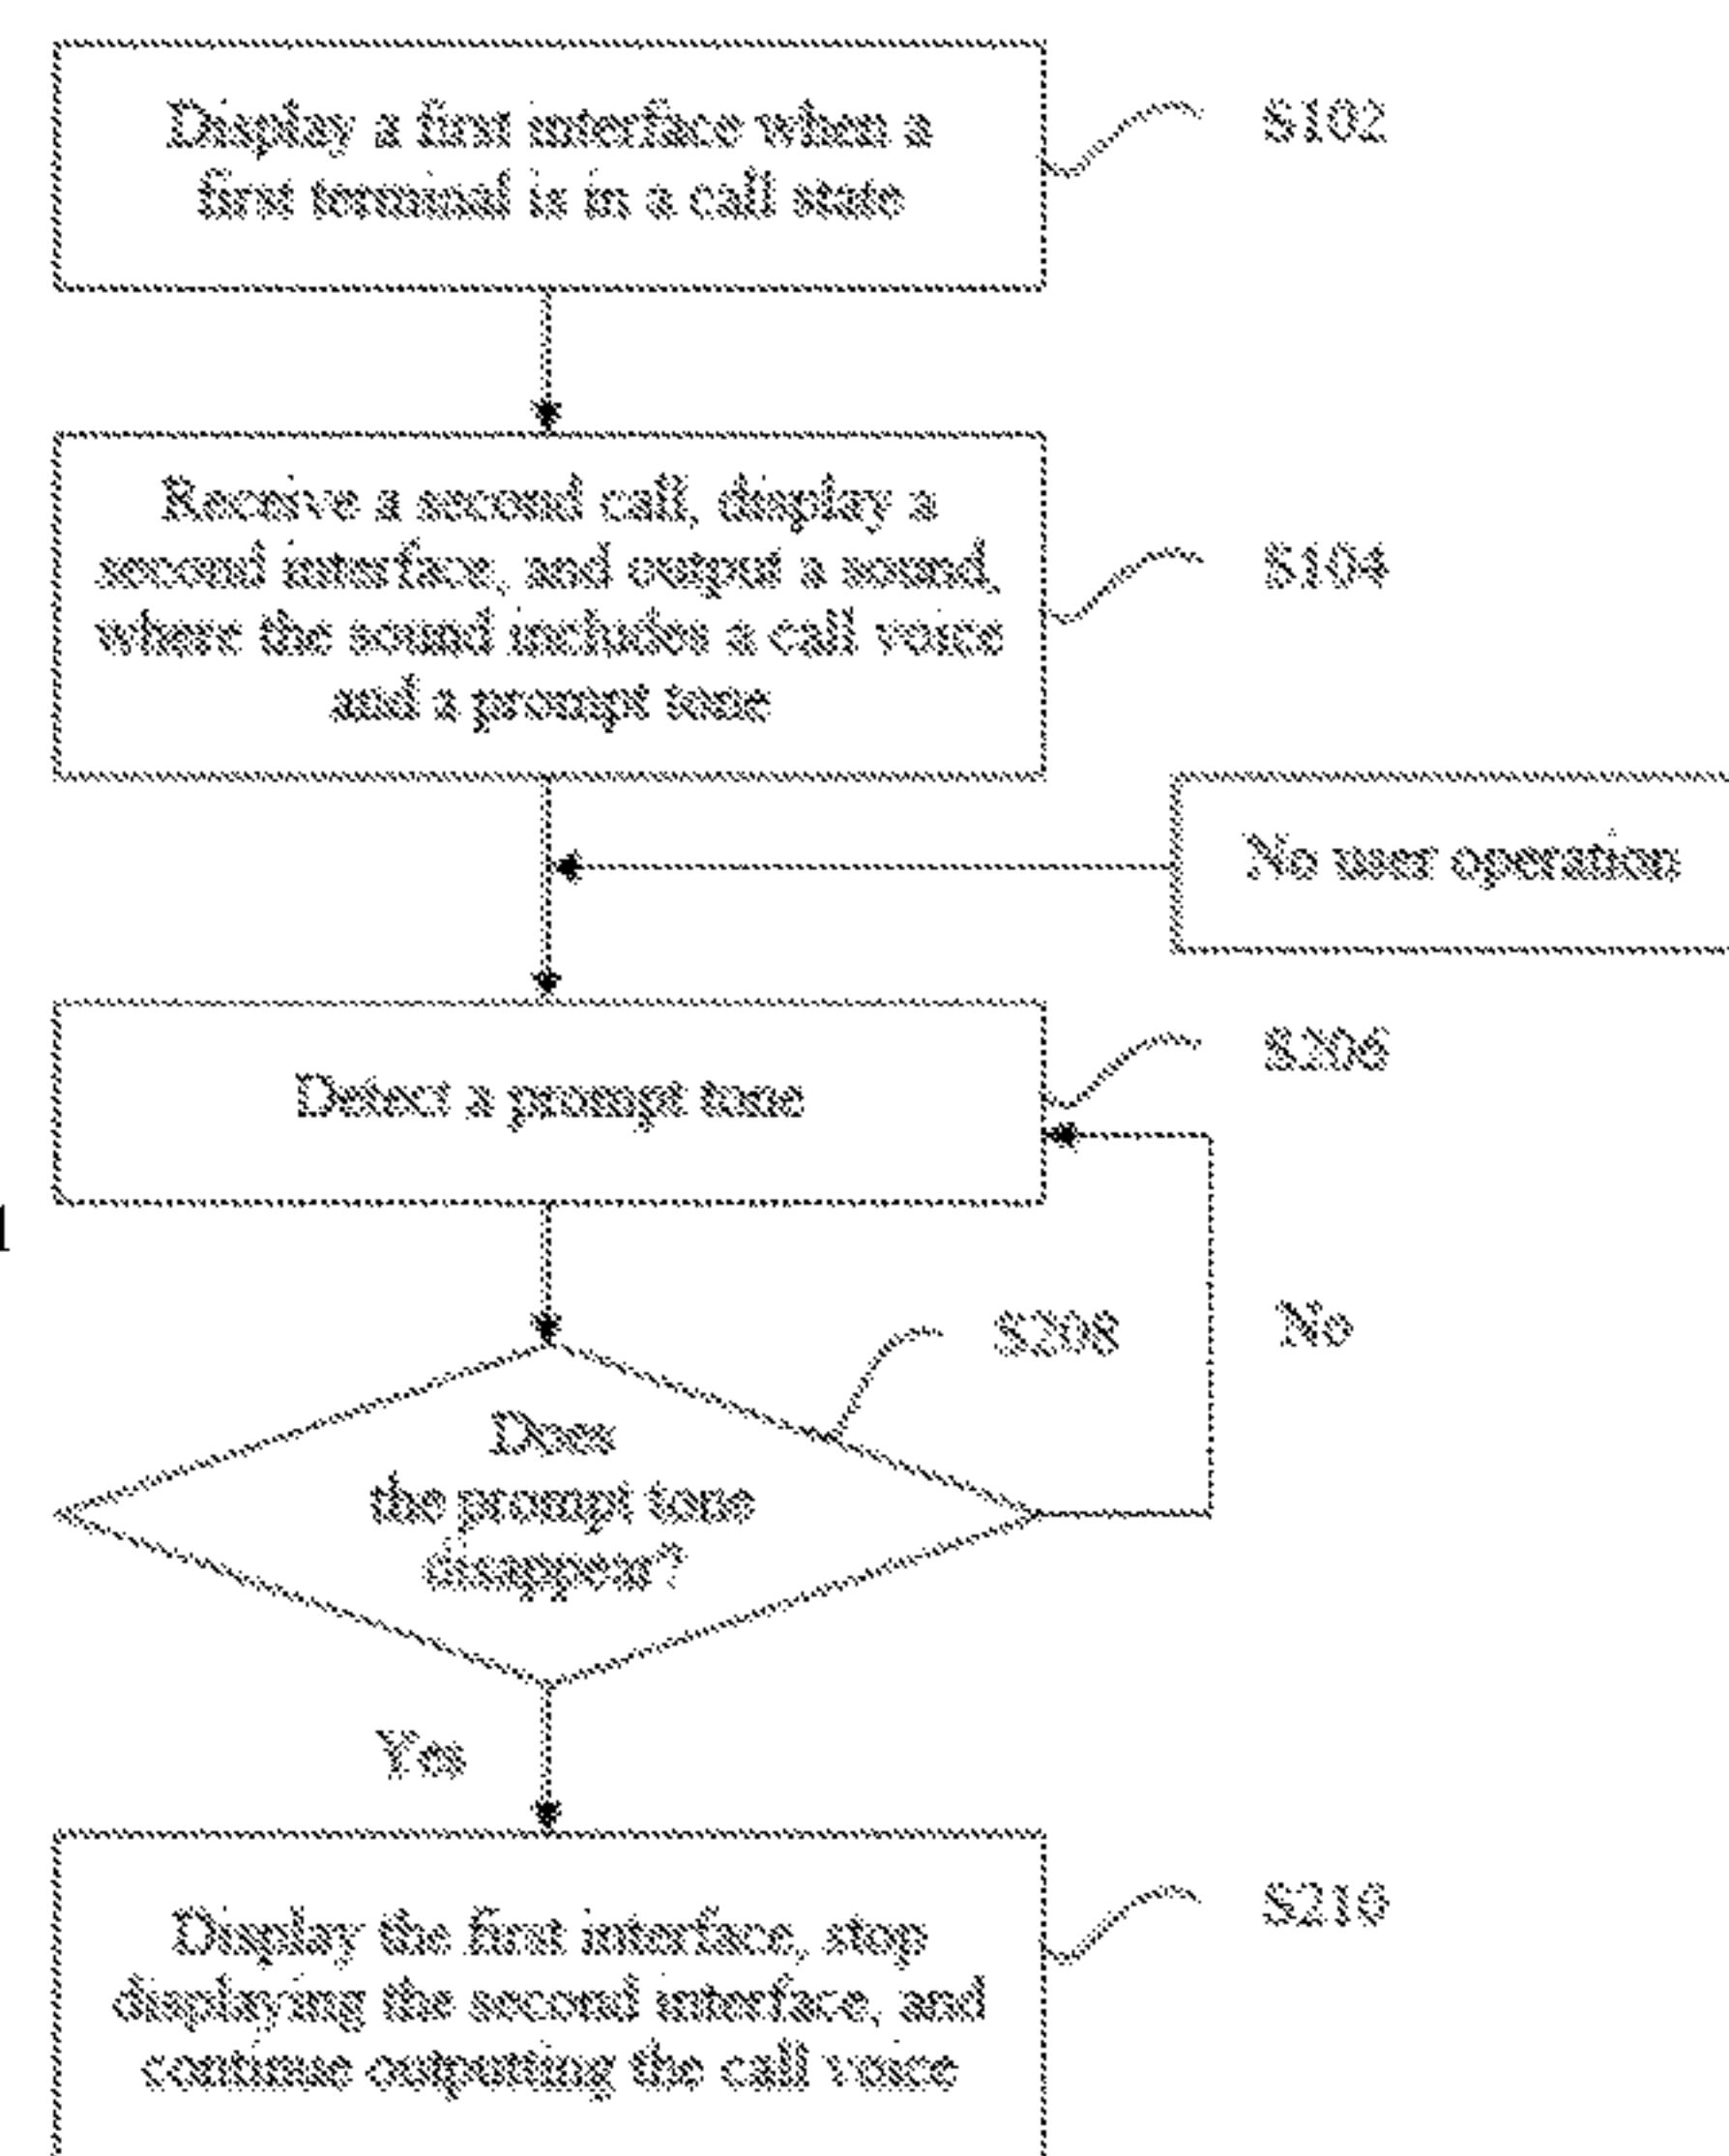 Display a first interface when a
first terminal is in a call state
S102
Receive a second call, display a
second interface, and output a sound,
where the sound includes a call voice
and a prompt tone
S104
No user operation
Detect a prompt tone
S206
S208
No
Does
the prompt tone
disappear?
Yes
Display the first interface, stop
displaying the second interface, and
continue outputting the call voice
S210